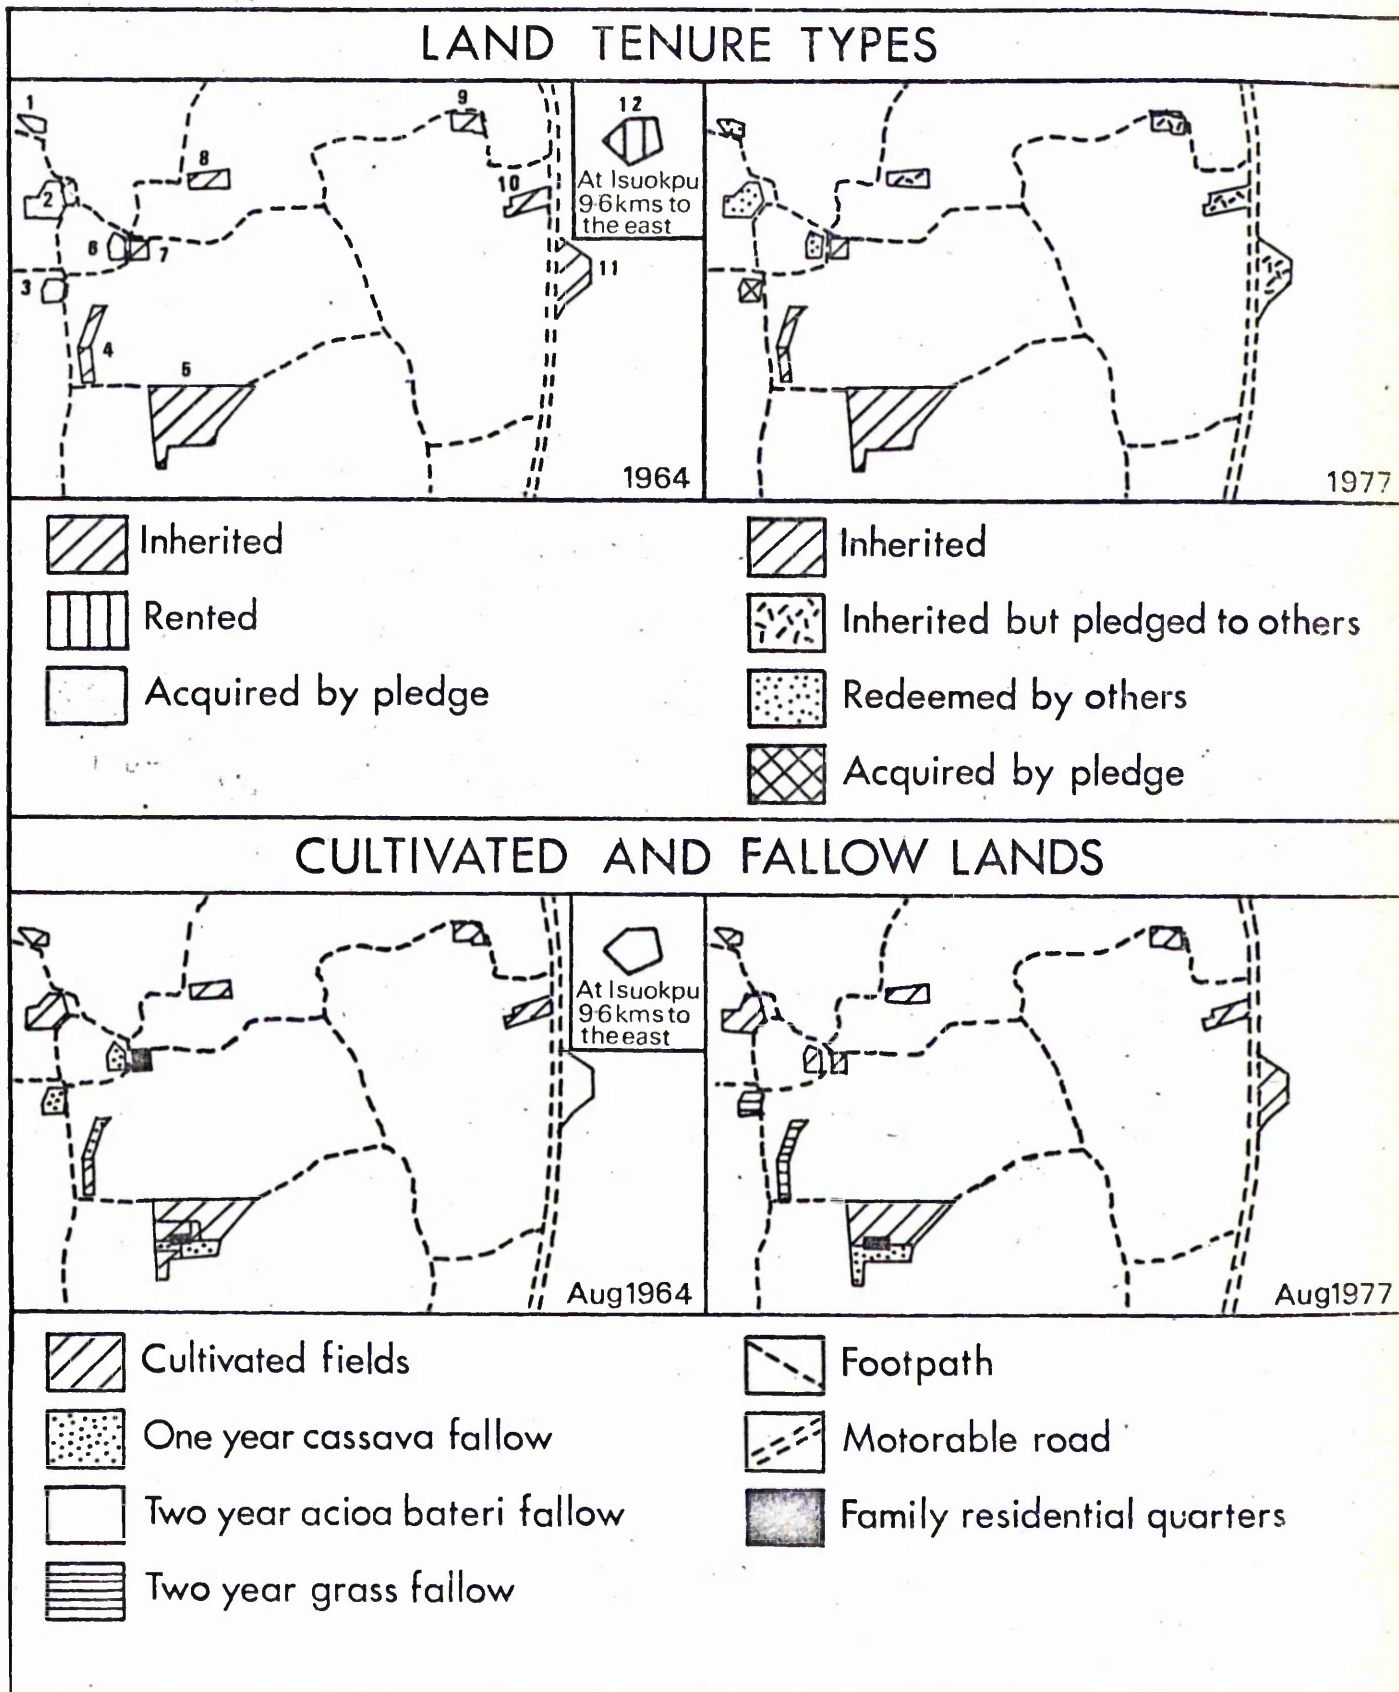 LAND TENURE TYPES
1
2
3
4
5
6
7
8
9
10
11
12
At Isuokpu
9·6kms to
the east
1964
1977
Inherited
Rented
Acquired by pledge
Inherited
Inherited but pledged to others
Redeemed by others
Acquired by pledge
CULTIVATED AND FALLOW LANDS
At Isuokpu
9·6kms to
the east
Aug1964
Aug1977
Cultivated fields
One year cassava fallow
Two year acioa bateri fallow
Two year grass fallow
Footpath
Motorable road
Family residential quarters